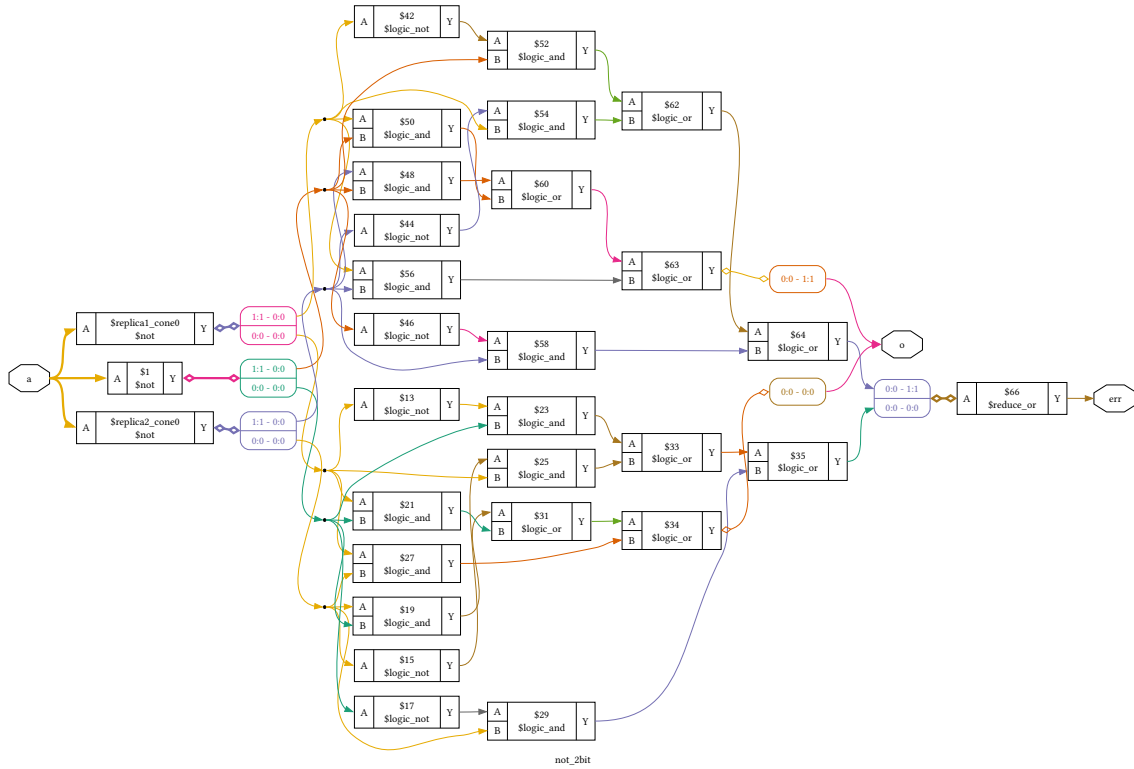 $42
A Y
$logic_not
$52
A
B
Y
$logic_and
$50
A
B
Y
$logic_and
$54
A
B
Y
$logic_and
$62
A
B
Y
$logic_or
$48
A
B
Y
$logic_and
$60
A
B
Y
$logic_or
$44
A Y
$logic_not
$56
A
B
Y
$logic_and
$63
A
B
Y
$logic_or
0:0 - 1:1
$replica1_cone0
A Y
$not
1:1 - 0:0
0:0 - 0:0
$46
A Y
$logic_not
$58
A
B
Y
$logic_and
$64
A
B
Y
$logic_or
o
a
$1
A Y
$not
1:1 - 0:0
0:0 - 0:0
0:0 - 0:0
0:0 - 1:1
0:0 - 0:0
$66
A Y
$reduce_or
err
$replica2_cone0
A Y
$not
1:1 - 0:0
0:0 - 0:0
$13
A Y
$logic_not
$23
A
B
Y
$logic_and
$33
A
B
Y
$logic_or
$35
A
B
Y
$logic_or
$25
A
B
Y
$logic_and
$21
A
B
Y
$logic_and
$31
A
B
Y
$logic_or
$34
A
B
Y
$logic_or
$27
A
B
Y
$logic_and
$19
A
B
Y
$logic_and
$15
A Y
$logic_not
$17
A Y
$logic_not
$29
A
B
Y
$logic_and
not_2bit